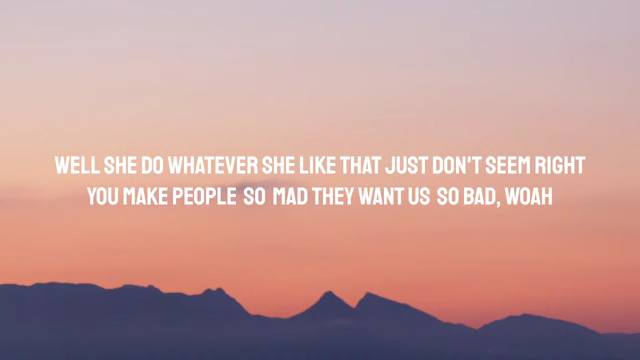 WELL SHE DO WHATEVER SHE LIKE THAT JUST DON'T SEEM RIGHT
YOU MAKE PEOPLE SO MAD THEY WANT US SO BAD, WOAH